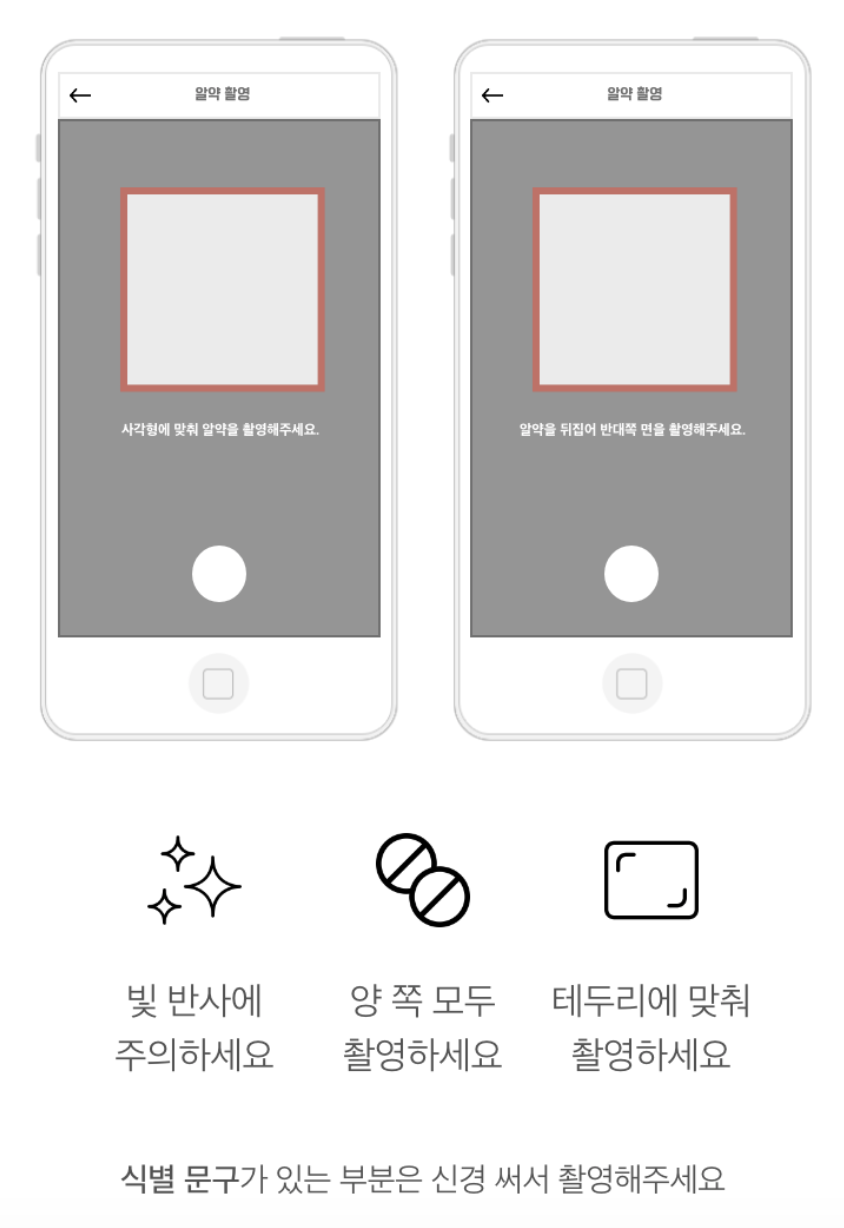 알약 촬영
사각형에 맞춰 알약을 촬영해주세요.
알약 촬영
알약을 뒤집어 반대쪽 면을 촬영해주세요.
빛 반사에
주의하세요
양 쪽 모두
촬영하세요
테두리에 맞춰
촬영하세요
식별 문구가 있는 부분은 신경 써서 촬영해주세요